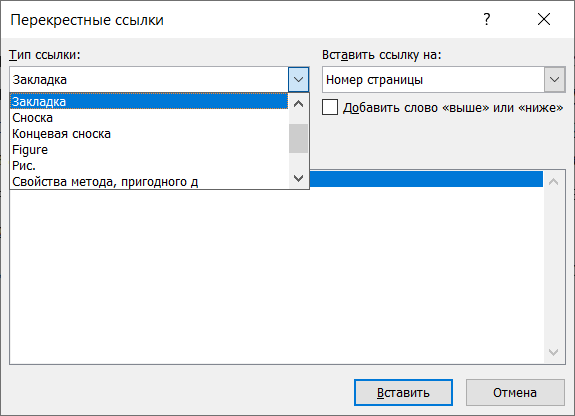 Перекрестные ссылки ?
Тип ссылки: Вставить ссылку на:
Закладка Номер страницы
Закладка
Сноска
Концевая сноска
Figure
Рис.
Свойства метода, пригодного д
Добавить слово «выше» или «ниже»
Вставить Отмена